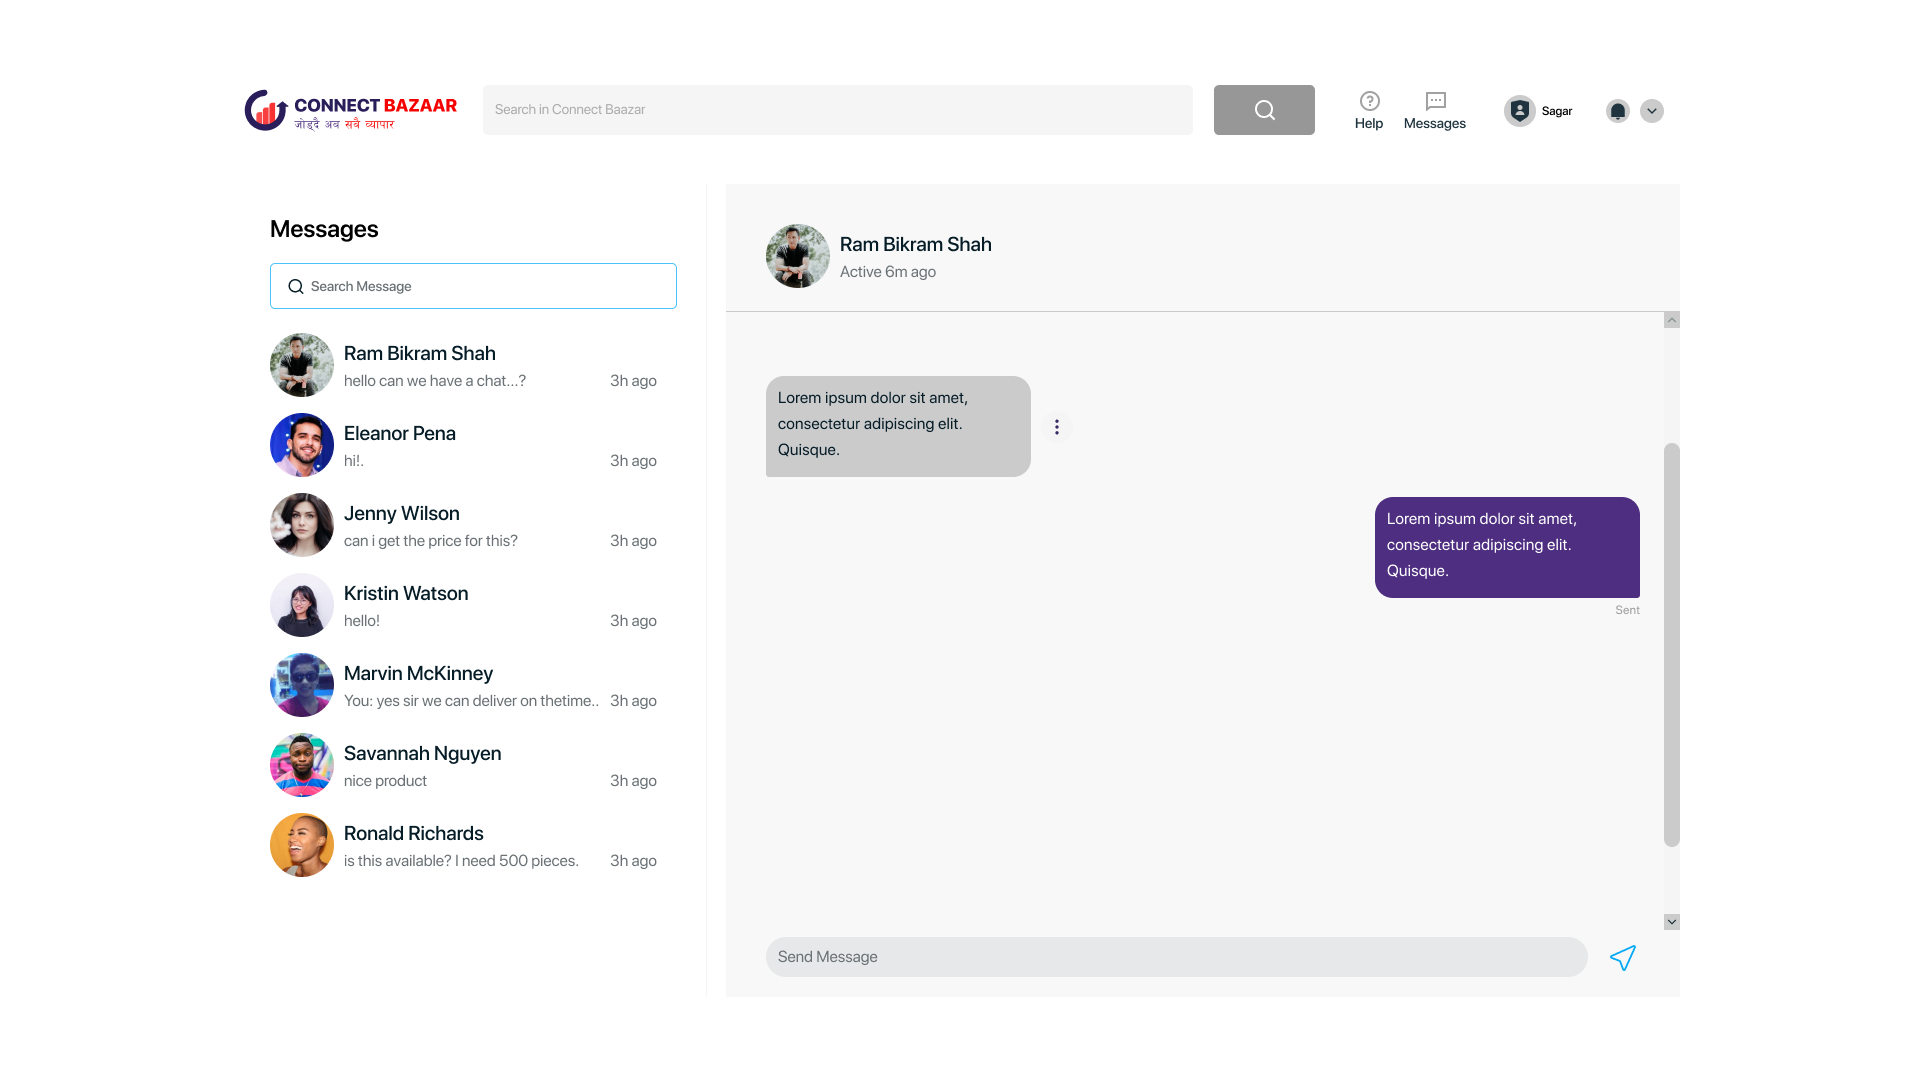 CONNECT BAZAAR
जोड्दै अब सबै व्यापार
Search in Connect Baazar
Help
Messages
Sagar
Messages
Search Message
Ram Bikram Shah
hello can we have a chat...?
3h ago
Eleanor Pena
hi!.
3h ago
Jenny Wilson
can i get the price for this?
3h ago
Kristin Watson
hello!
3h ago
Marvin McKinney
You: yes sir we can deliver on thetime..
3h ago
Savannah Nguyen
nice product
3h ago
Ronald Richards
is this available? I need 500 pieces.
3h ago
Ram Bikram Shah
Active 6m ago
Lorem ipsum dolor sit amet,
consectetur adipiscing elit.
Quisque.
Lorem ipsum dolor sit amet,
consectetur adipiscing elit.
Quisque.
Sent
Send Message